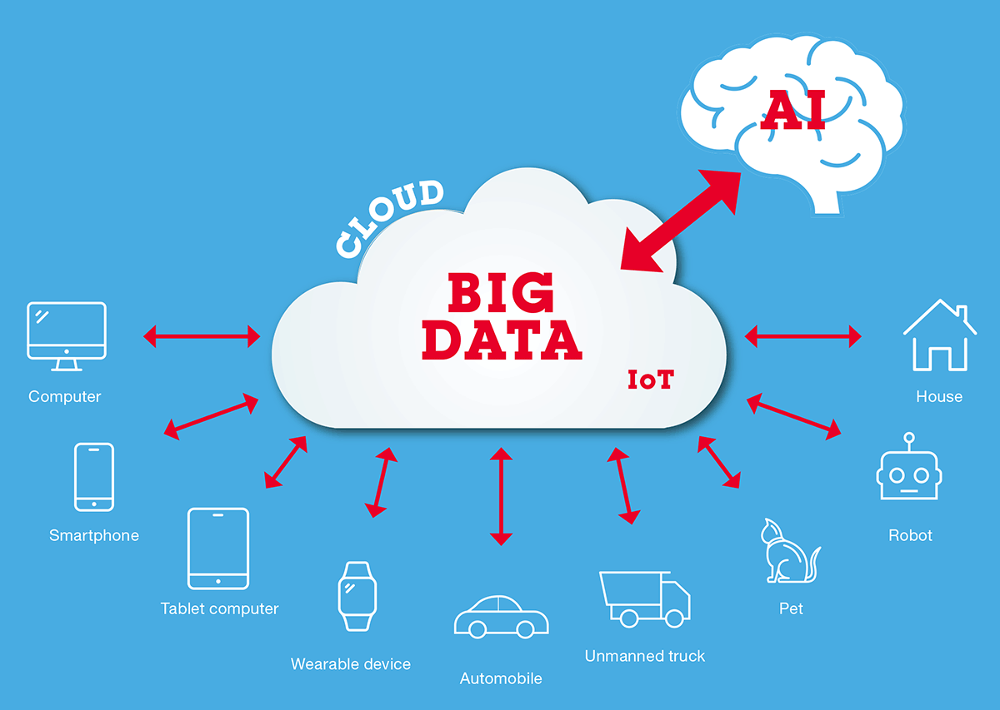 AI
CLOUD
BIG
DATA
IoT
Computer
House
Smartphone
Robot
Tablet computer
Pet
Wearable device
Unmanned truck
Automobile